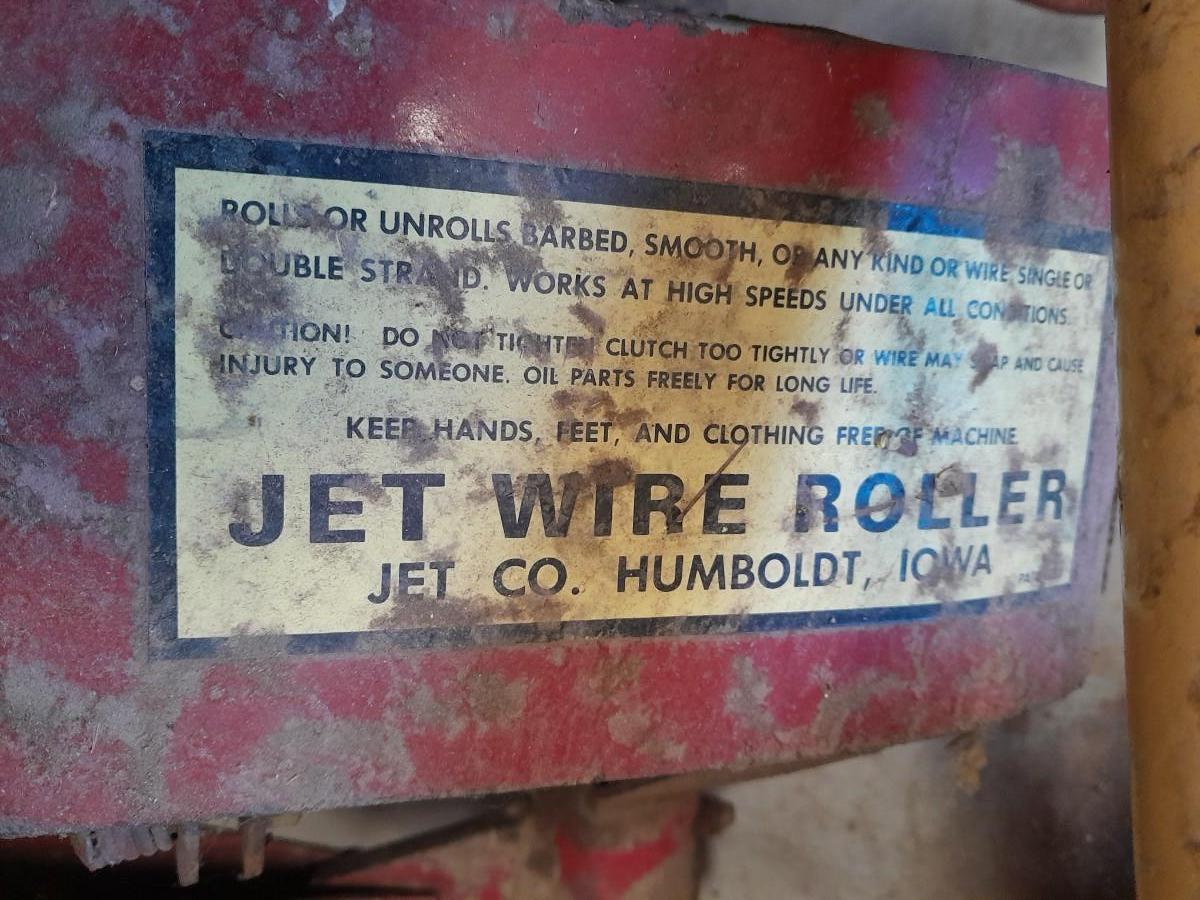 ROLLS OR UNROLLS BARBED, SMOOTH, OR ANY KIND OR WIRE, SINGLE OR
DOUBLE STRAND. WORKS AT HIGH SPEEDS UNDER ALL CONDITIONS.
CAUTION! DO NOT TIGHTEN CLUTCH TOO TIGHTLY OR WIRE MAY SNAP AND CAUSE
INJURY TO SOMEONE. OIL PARTS FREELY FOR LONG LIFE.
KEEP HANDS, FEET, AND CLOTHING FREE OF MACHINE.
JET WIRE ROLLER
JET CO. HUMBOLDT, IOWA